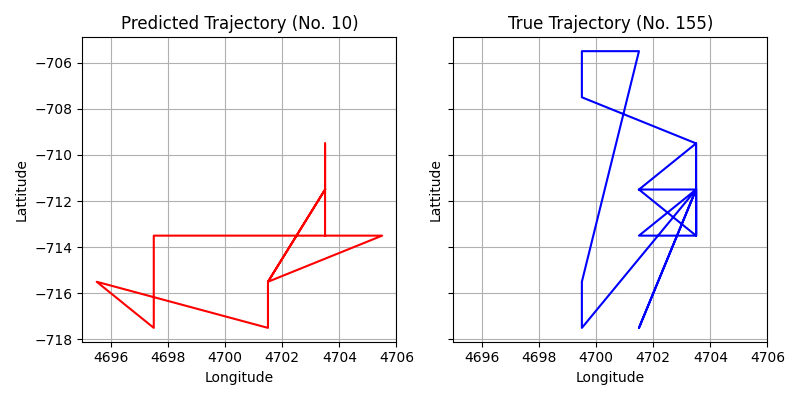 Predicted Trajectory (No. 10)
True Trajectory (No. 155)
−706
−708
−710
−712
−714
−716
−718
Lattitude
Lattitude
4696 4698 4700 4702 4704 4706
4696 4698 4700 4702 4704 4706
Longitude
Longitude